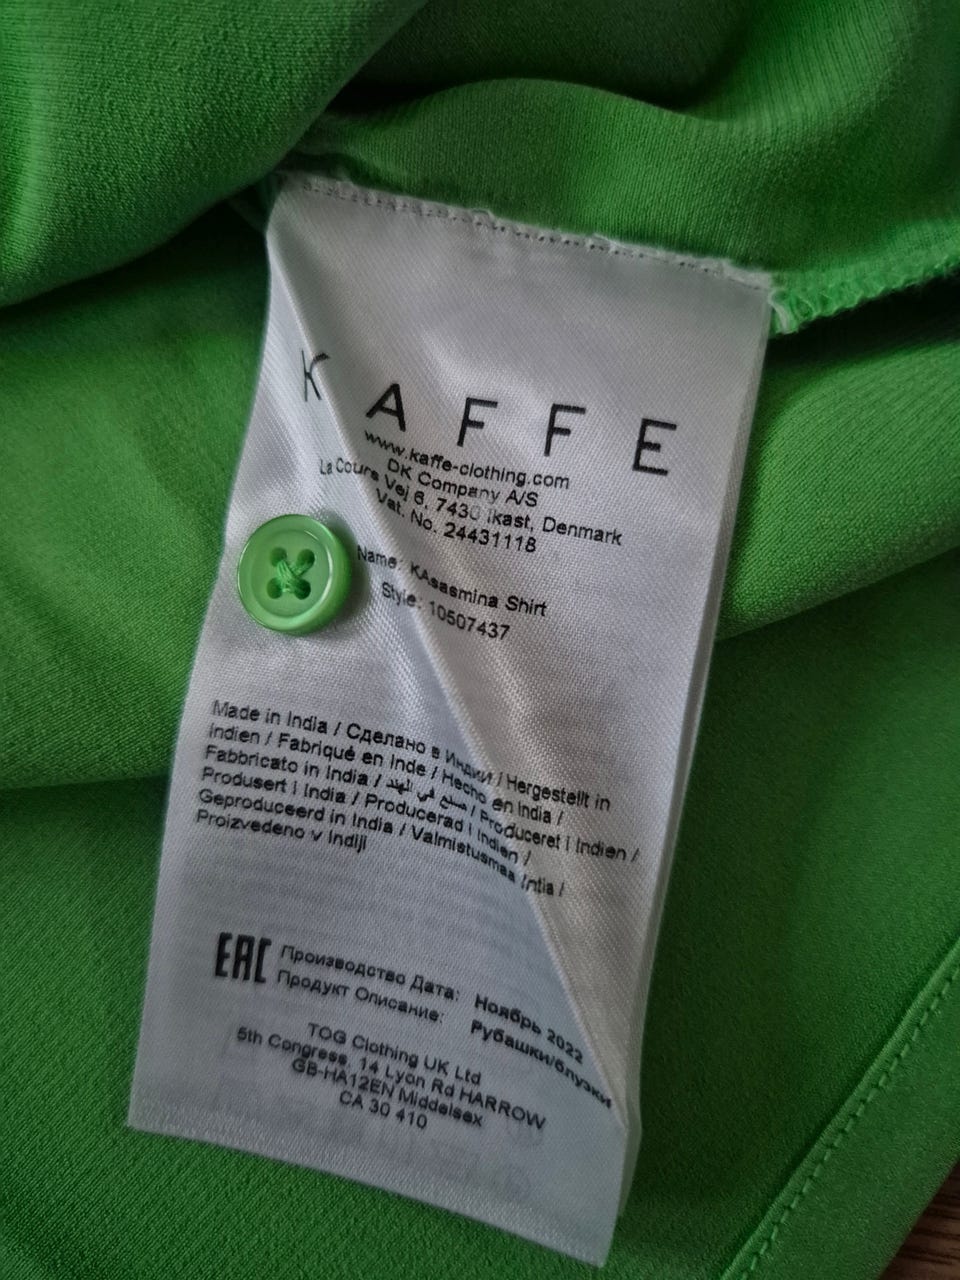 KAFFE
www.kaffe-clothing.com
DK Company A/S
La Cours Vej 6, 7430 Ikast, Denmark
Vat. No. 24431118
Name: KAsasmina Shirt
Style: 10507437
Made in India / Сделано в Индии / Hergestellt in
Indien / Fabriqué en Inde / Hecho en India /
Fabbricato in India / صنع في الهند / Produceret i Indien /
Produsert i India / Producerad i Indien /
Geproduceerd in India / Valmistusmaa Intia /
Proizvedeno v Indiji
EAC Производство Дата: Ноябрь 2022
Продукт Описание: Рубашки/блузки
TOG Clothing UK Ltd
5th Congress, 14 Lyon Rd HARROW
GB-HA12EN Middelsex
CA 30 410